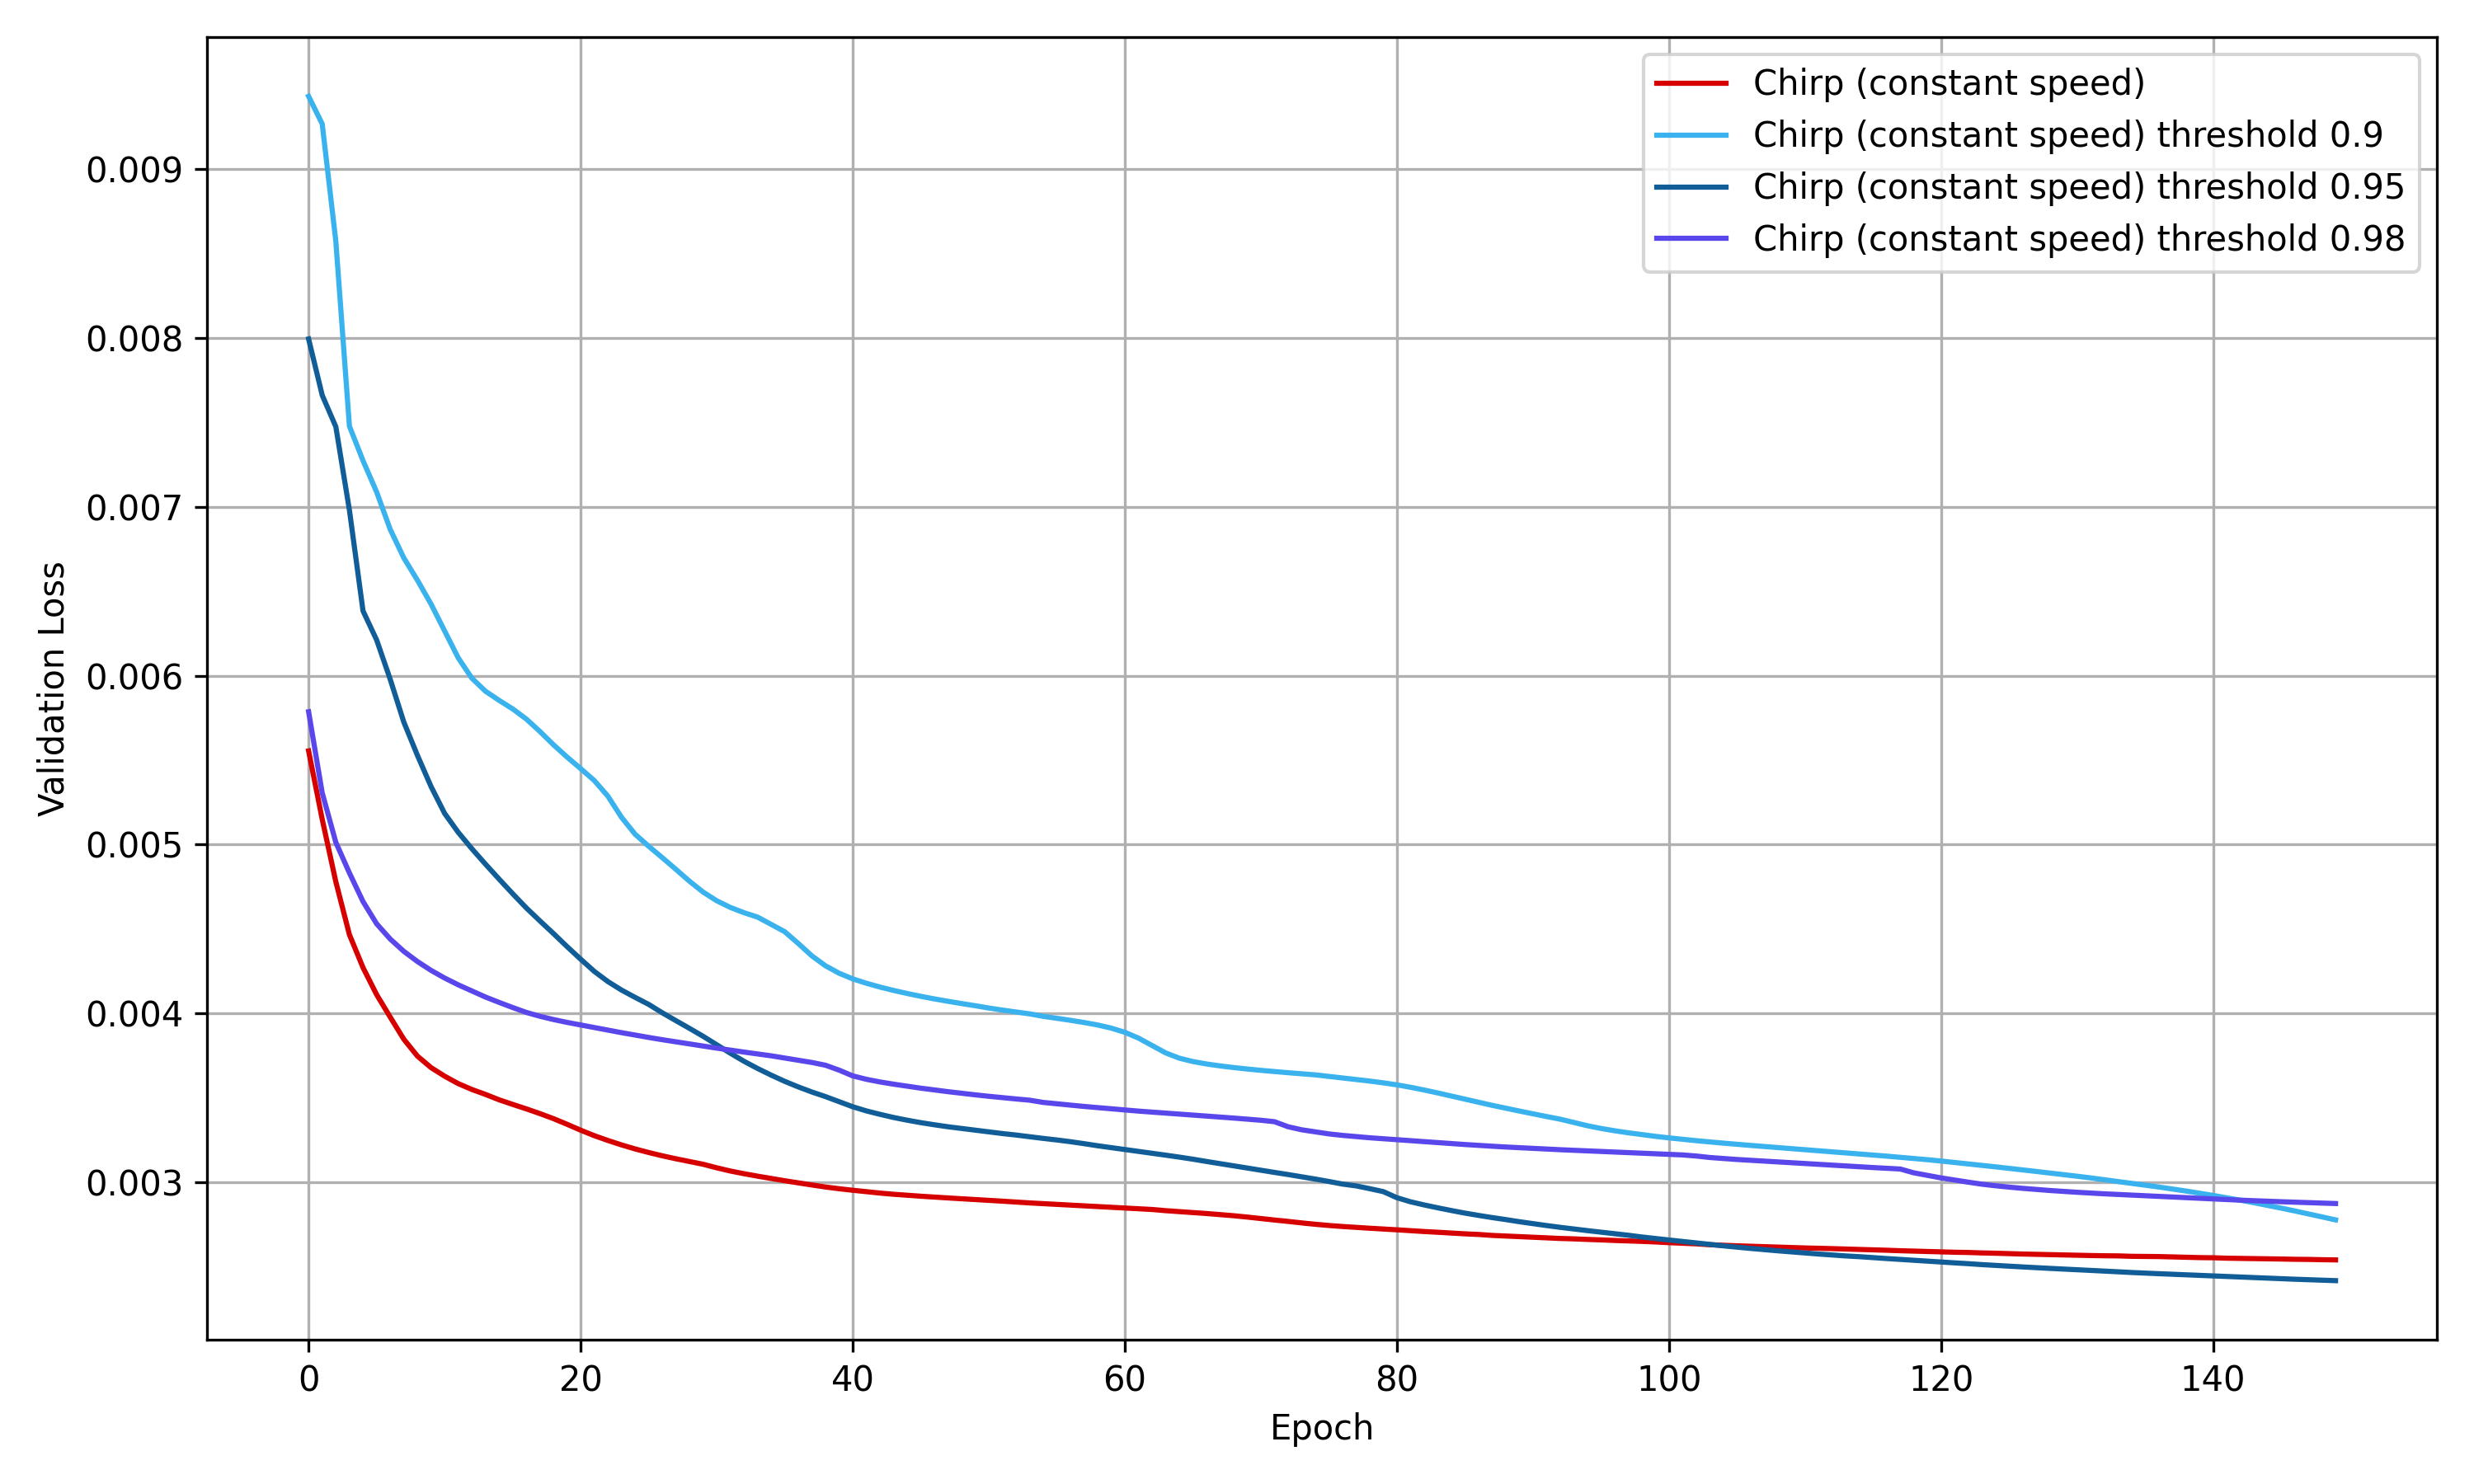 Chirp (constant speed)
Chirp (constant speed) threshold 0.9
Chirp (constant speed) threshold 0.95
Chirp (constant speed) threshold 0.98
0.009
0.008
0.007
0.006
0.005
0.004
0.003
Validation Loss
0 20 40 60 80 100 120 140
Epoch